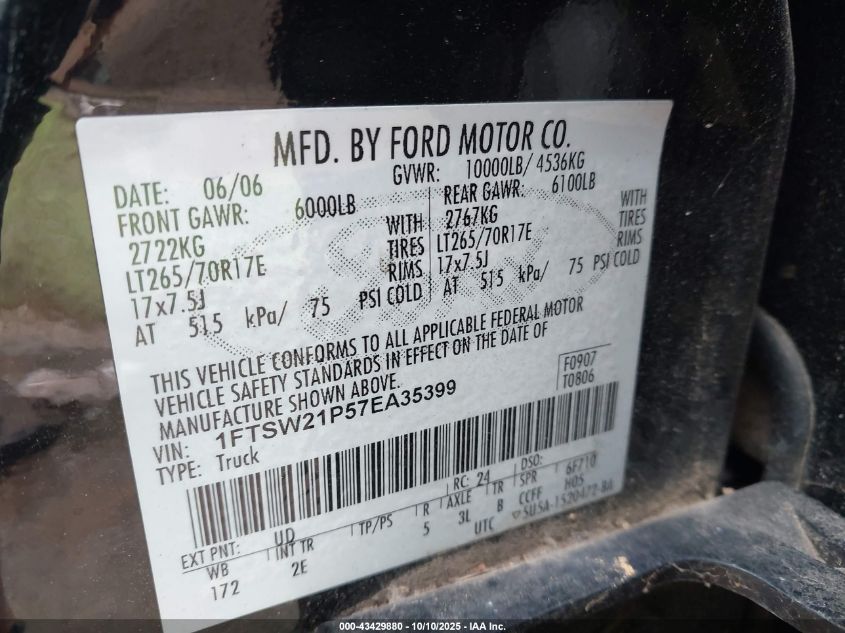 MFD. BY FORD MOTOR CO.
DATE: 06/06 GVWR: 10000LB/ 4536KG
FRONT GAWR: 6000LB REAR GAWR: 6100LB
2722KG WITH 2767KG WITH
LT265/70R17E TIRES LT265/70R17E TIRES
17x7.5J RIMS 17x7.5J RIMS
AT 515 kPa/ 75 PSI COLD AT 515 kPa/ 75 PSI COLD
THIS VEHICLE CONFORMS TO ALL APPLICABLE FEDERAL MOTOR
VEHICLE SAFETY STANDARDS IN EFFECT ON THE DATE OF
MANUFACTURE SHOWN ABOVE.
F0907
T0806
VIN: 1FTSW21P57EA35399
TYPE: Truck
EXT PNT: UD RC: 24 DSO:
WB INT TR TP/PS R AXLE TR SPR 6F710
172 2E 5 3L B CCFF H05
UTC 5U5A-1520472-BA
000-43429880 - 10/10/2025 - IAA Inc.